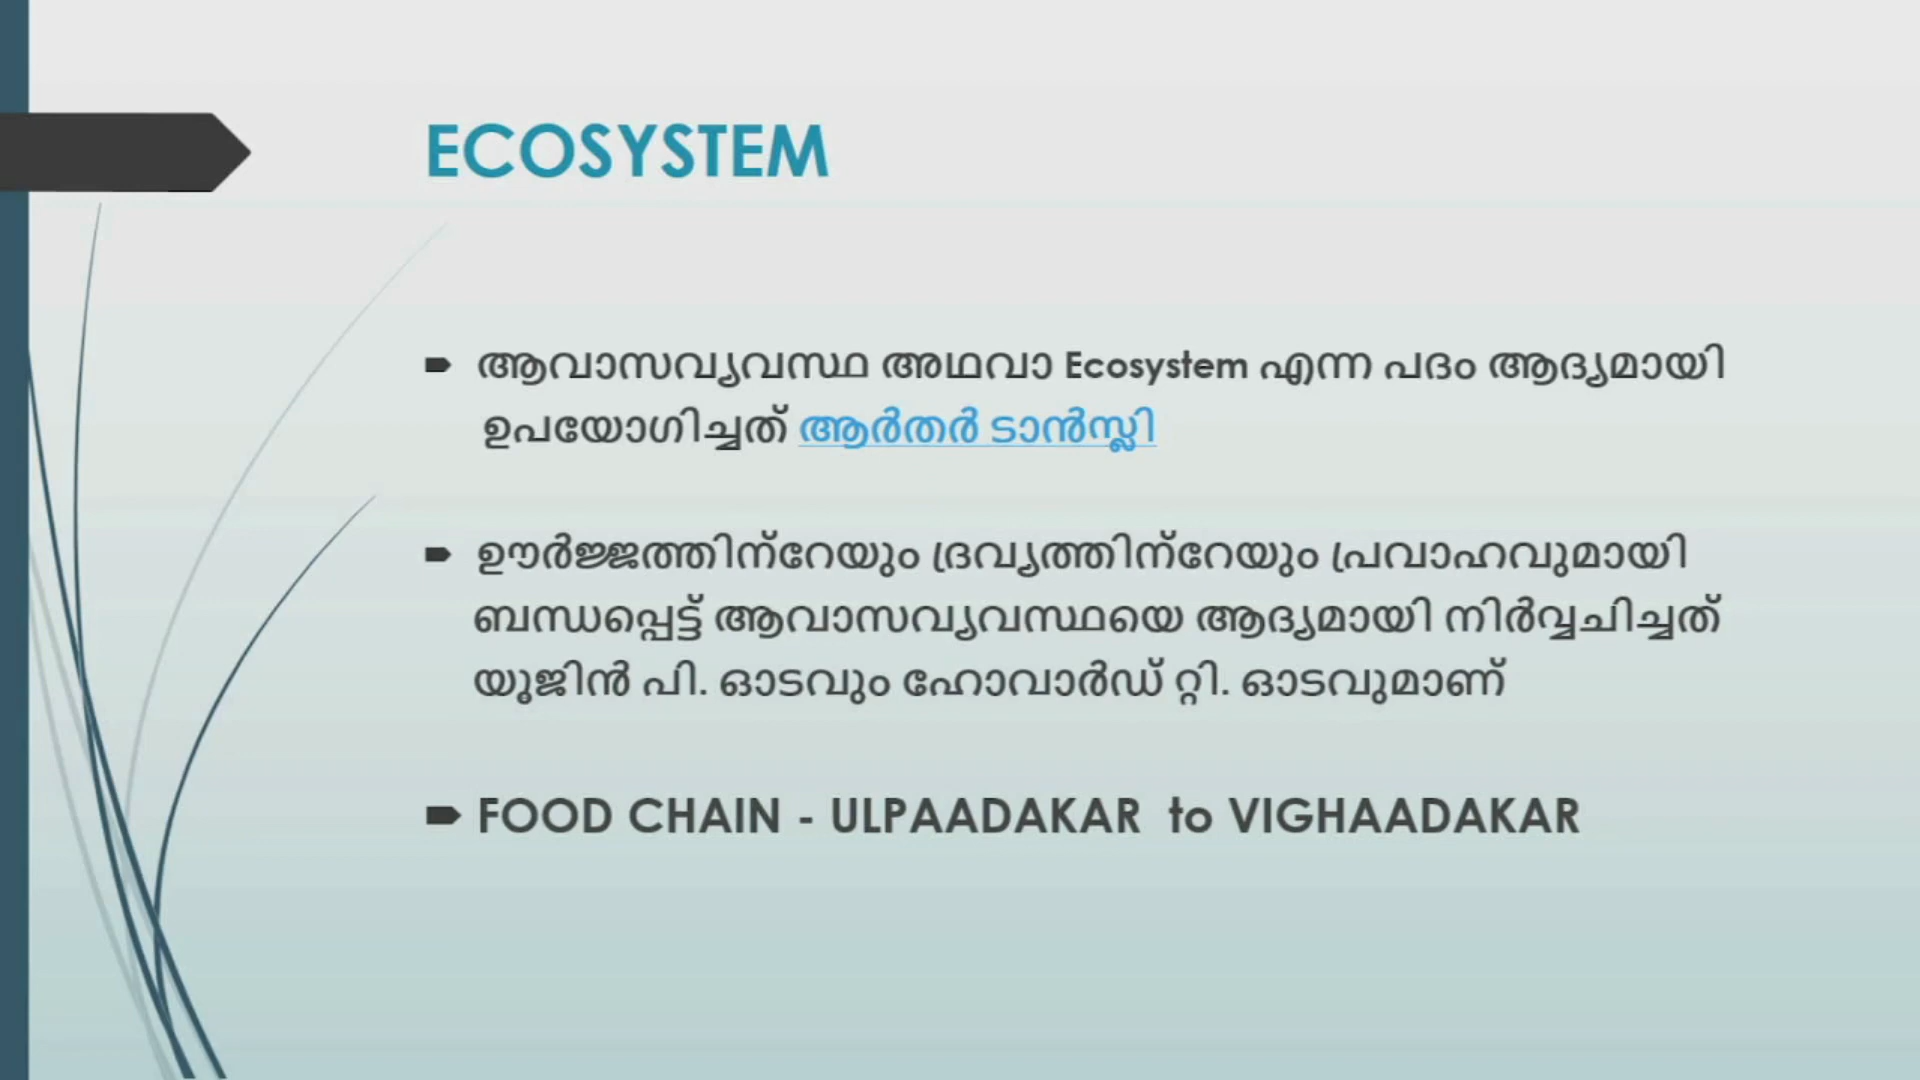 ECOSYSTEM
ആവാസവ്യവസ്ഥ അഥവാ Ecosystem എന്ന പദം ആദ്യമായി
ഉപയോഗിച്ചത് ആർതർ ടാൻസ്ലി
ഊർജ്ജത്തിന്റേയും ദ്രവ്യത്തിന്റേയും പ്രവാഹവുമായി
ബന്ധപ്പെട്ട് ആവാസവ്യവസ്ഥയെ ആദ്യമായി നിർവ്വചിച്ചത്
യൂജിൻ പി. ഓടവും ഹോവാർഡ് റ്റി. ഓടവുമാണ്
FOOD CHAIN - ULPAADAKAR to VIGHAADAKAR